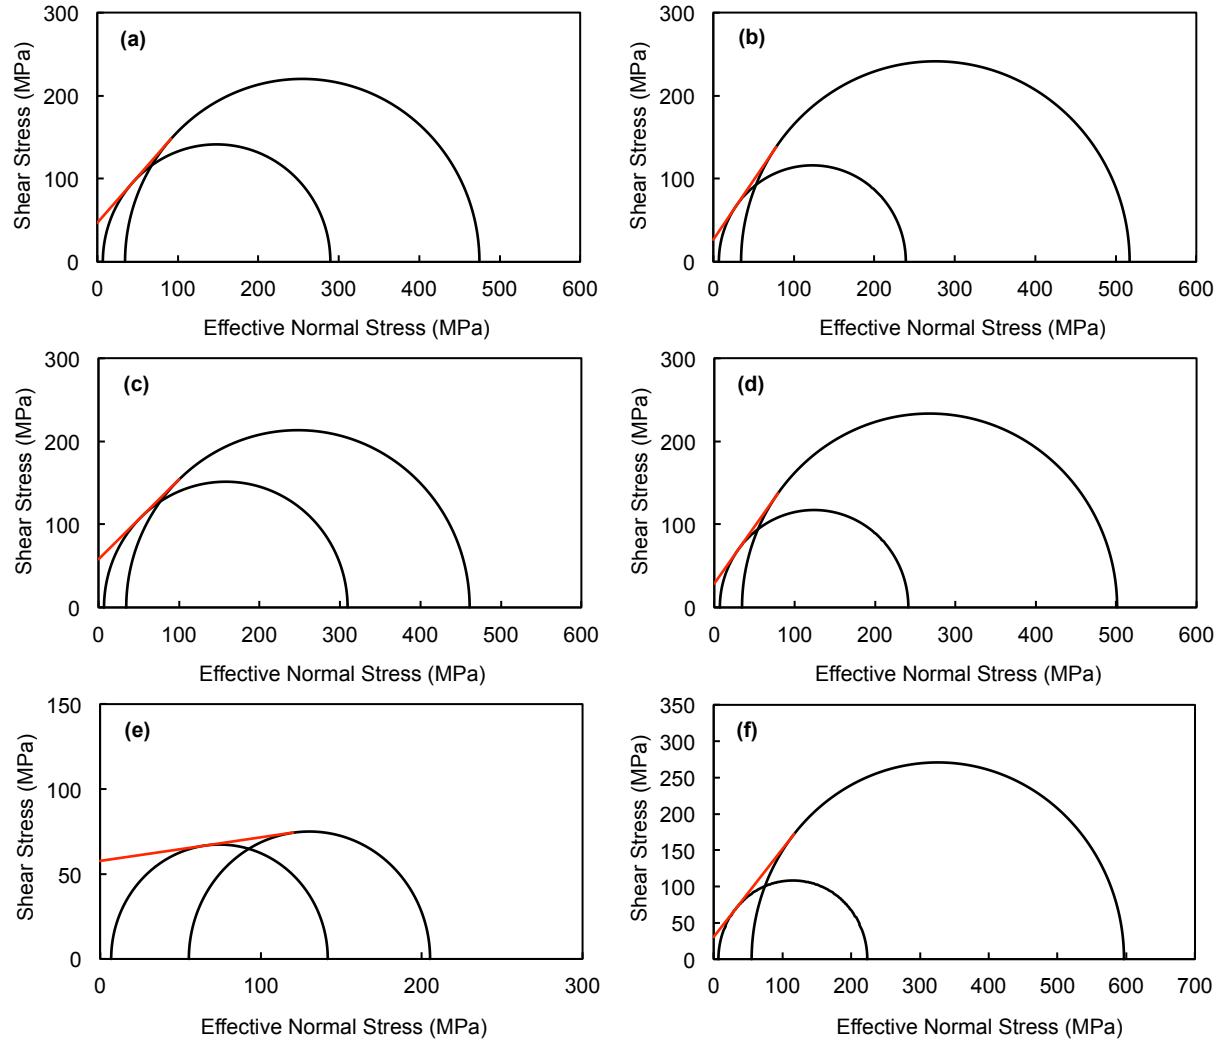 (a)
Shear Stress (MPa)
300
200
100
0
0 100 200 300 400 500 600
Effective Normal Stress (MPa)
(b)
Shear Stress (MPa)
300
200
100
0
0 100 200 300 400 500 600
Effective Normal Stress (MPa)
(c)
Shear Stress (MPa)
300
200
100
0
0 100 200 300 400 500 600
Effective Normal Stress (MPa)
(d)
Shear Stress (MPa)
300
200
100
0
0 100 200 300 400 500 600
Effective Normal Stress (MPa)
(e)
Shear Stress (MPa)
150
100
50
0
0 100 200 300
Effective Normal Stress (MPa)
(f)
Shear Stress (MPa)
350
300
250
200
150
100
50
0
0 100 200 300 400 500 600 700
Effective Normal Stress (MPa)